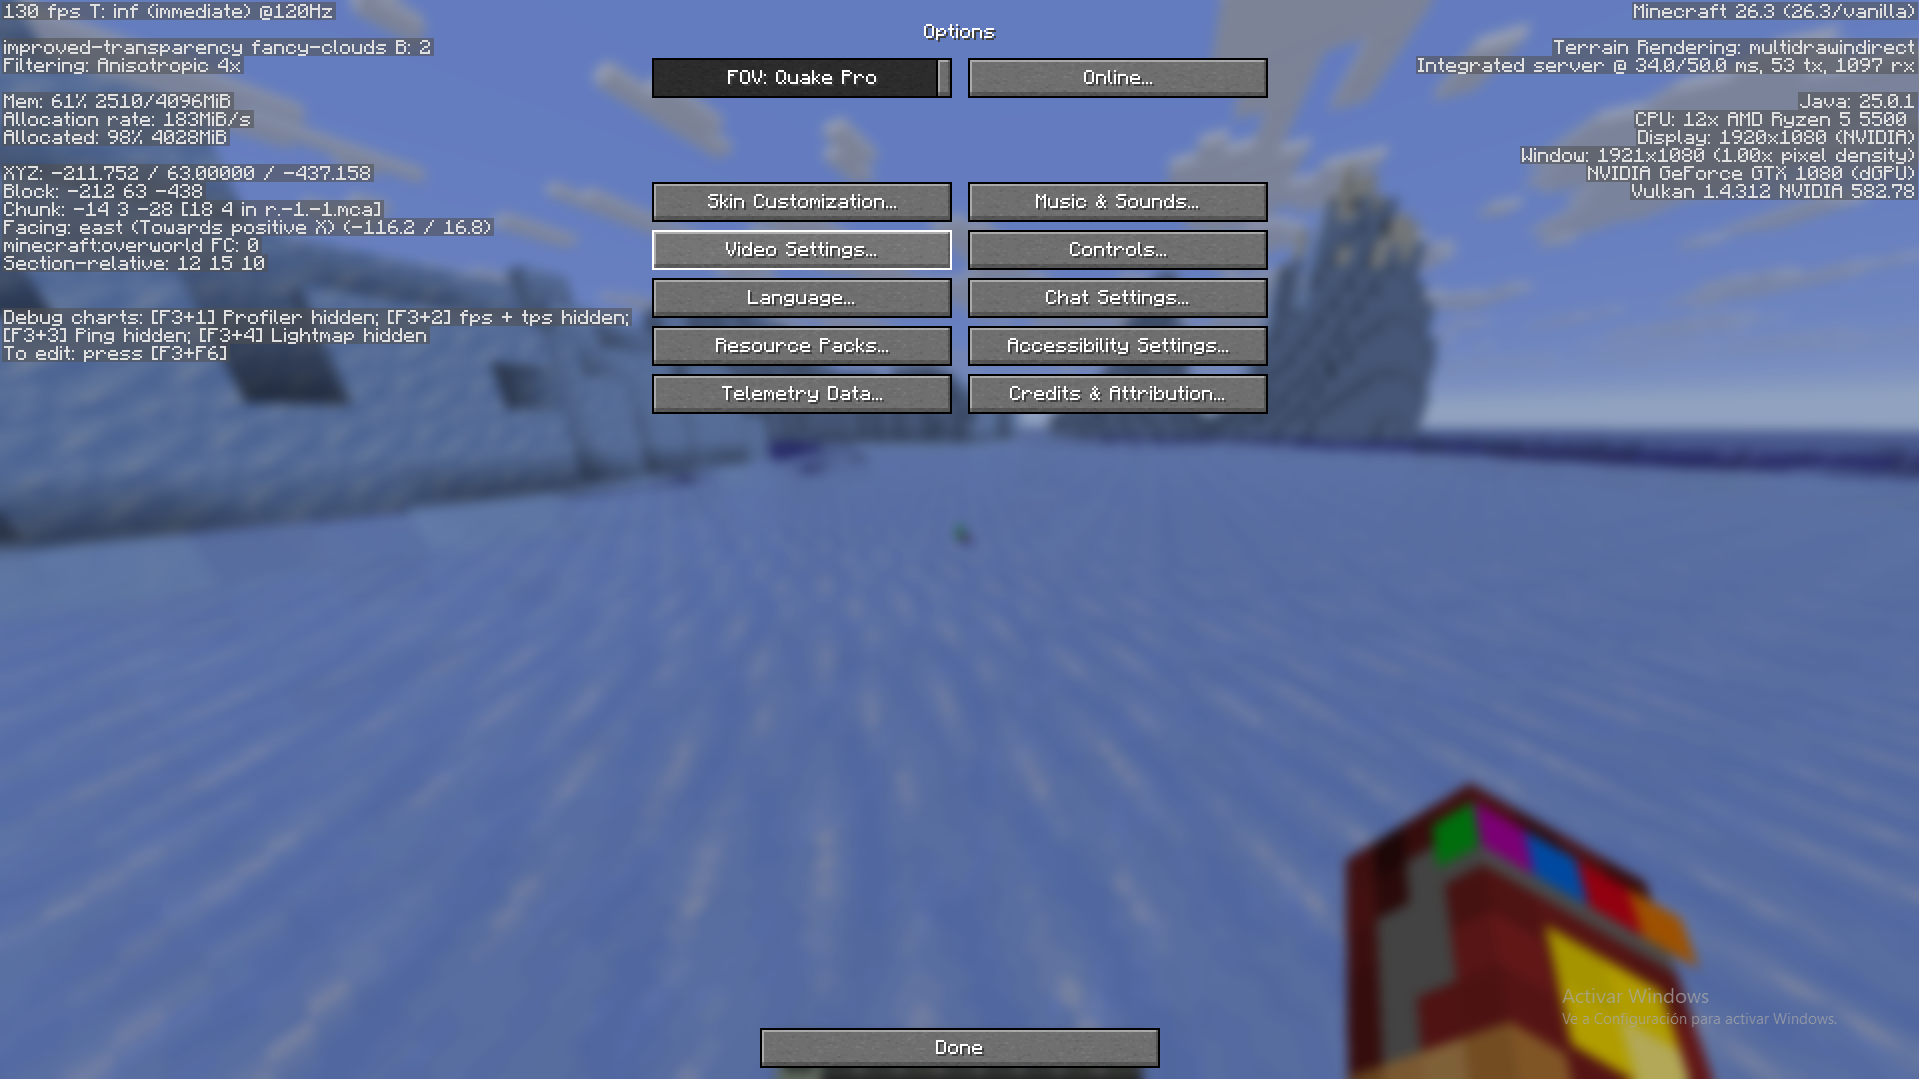 130 fps T: inf (immediate) @120Hz
improved-transparency fancy-clouds B: 2
Filtering: Anisotropic 4x
Mem: 61% 2510/4096MiB
Allocation rate: 183MiB/s
Allocated: 98% 4028MiB
XYZ: -211.752 / 63.00000 / -437.158
Block: -212 63 -438
Chunk: -14 3 -28 [18 4 in r.-1.-1.mca]
Facing: east (Towards positive X) (-116.2 / 16.8)
minecraft:overworld FC: 0
Section-relative: 12 15 10
Debug charts: [F3+1] Profiler hidden; [F3+2] fps + tps hidden;
[F3+3] Ping hidden; [F3+4] Lightmap hidden
To edit: press [F3+F6]
Options
FOV: Quake Pro
Online...
Skin Customization...
Music & Sounds...
Video Settings...
Controls...
Language...
Chat Settings...
Resource Packs...
Accessibility Settings...
Telemetry Data...
Credits & Attribution...
Done
Minecraft 26.3 (26.3/vanilla)
Terrain Rendering: multidrawindirect
Integrated server @ 34.0/50.0 ms, 53 tx, 1097 rx
Java: 25.0.1
CPU: 12x AMD Ryzen 5 5500
Display: 1920x1080 (NVIDIA)
Window: 1921x1080 (1.00x pixel density)
NVIDIA GeForce GTX 1080 (dGPU)
Vulkan 1.4.312 NVIDIA 582.78
Activar Windows
Ve a Configuración para activar Windows.